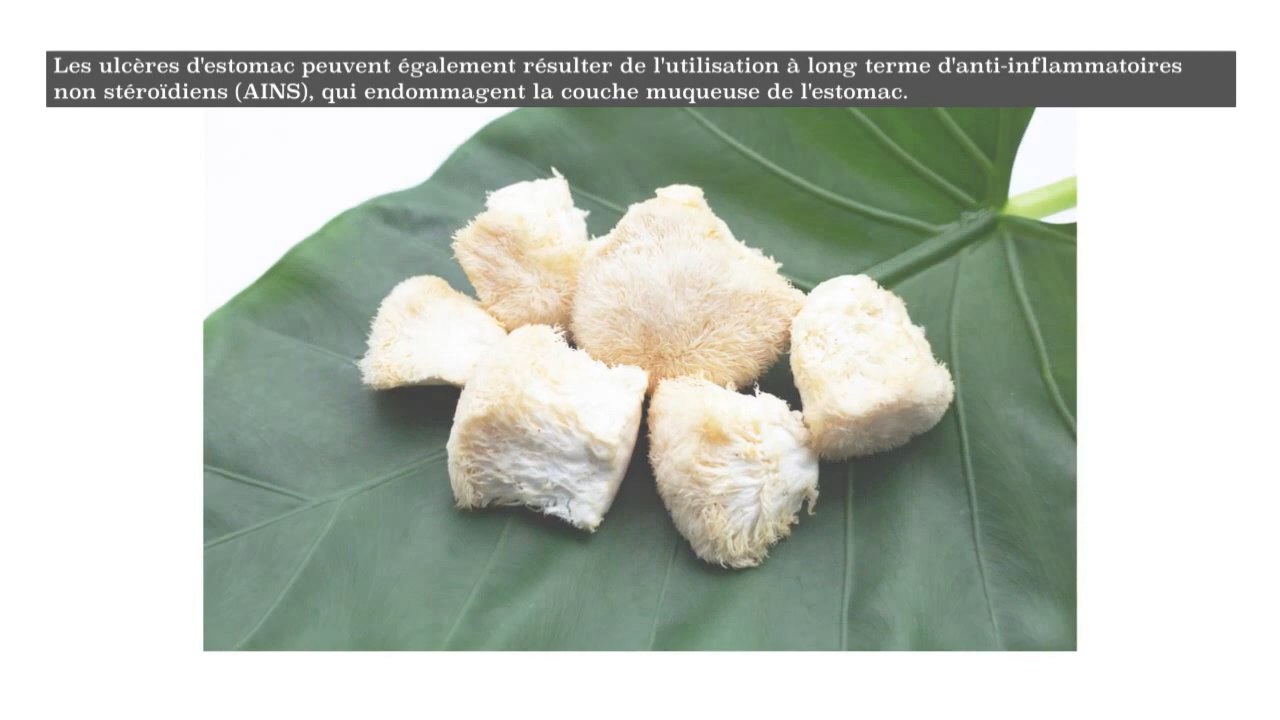 Les ulcères d'estomac peuvent également résulter de l'utilisation à long terme d'anti-inflammatoires
non stéroïdiens (AINS), qui endommagent la couche muqueuse de l'estomac.